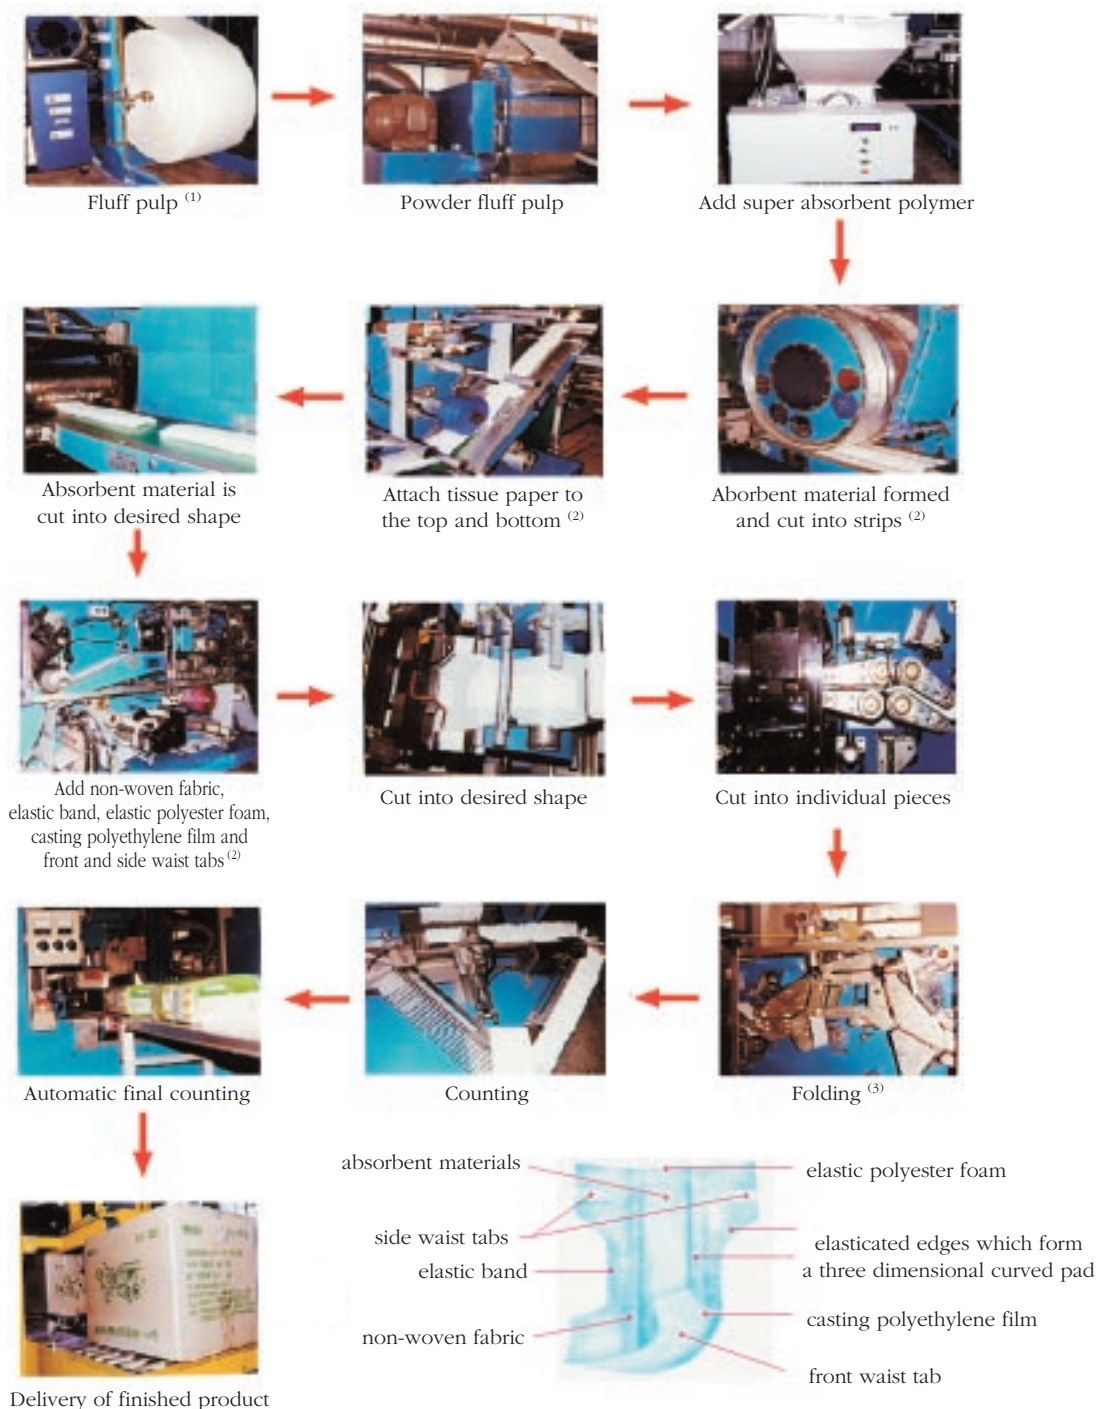 Fluff pulp (1)
Powder fluff pulp
Add super absorbent polymer
Aborbent material formed
and cut into strips (2)
Attach tissue paper to
the top and bottom (2)
Absorbent material is
cut into desired shape
Add non-woven fabric,
elastic band, elastic polyester foam,
casting polyethylene film and
front and side waist tabs (2)
Cut into desired shape
Cut into individual pieces
Folding (3)
Counting
Automatic final counting
Delivery of finished product
absorbent materials
side waist tabs
elastic band
non-woven fabric
elastic polyester foam
elasticated edges which form
a three dimensional curved pad
casting polyethylene film
front waist tab